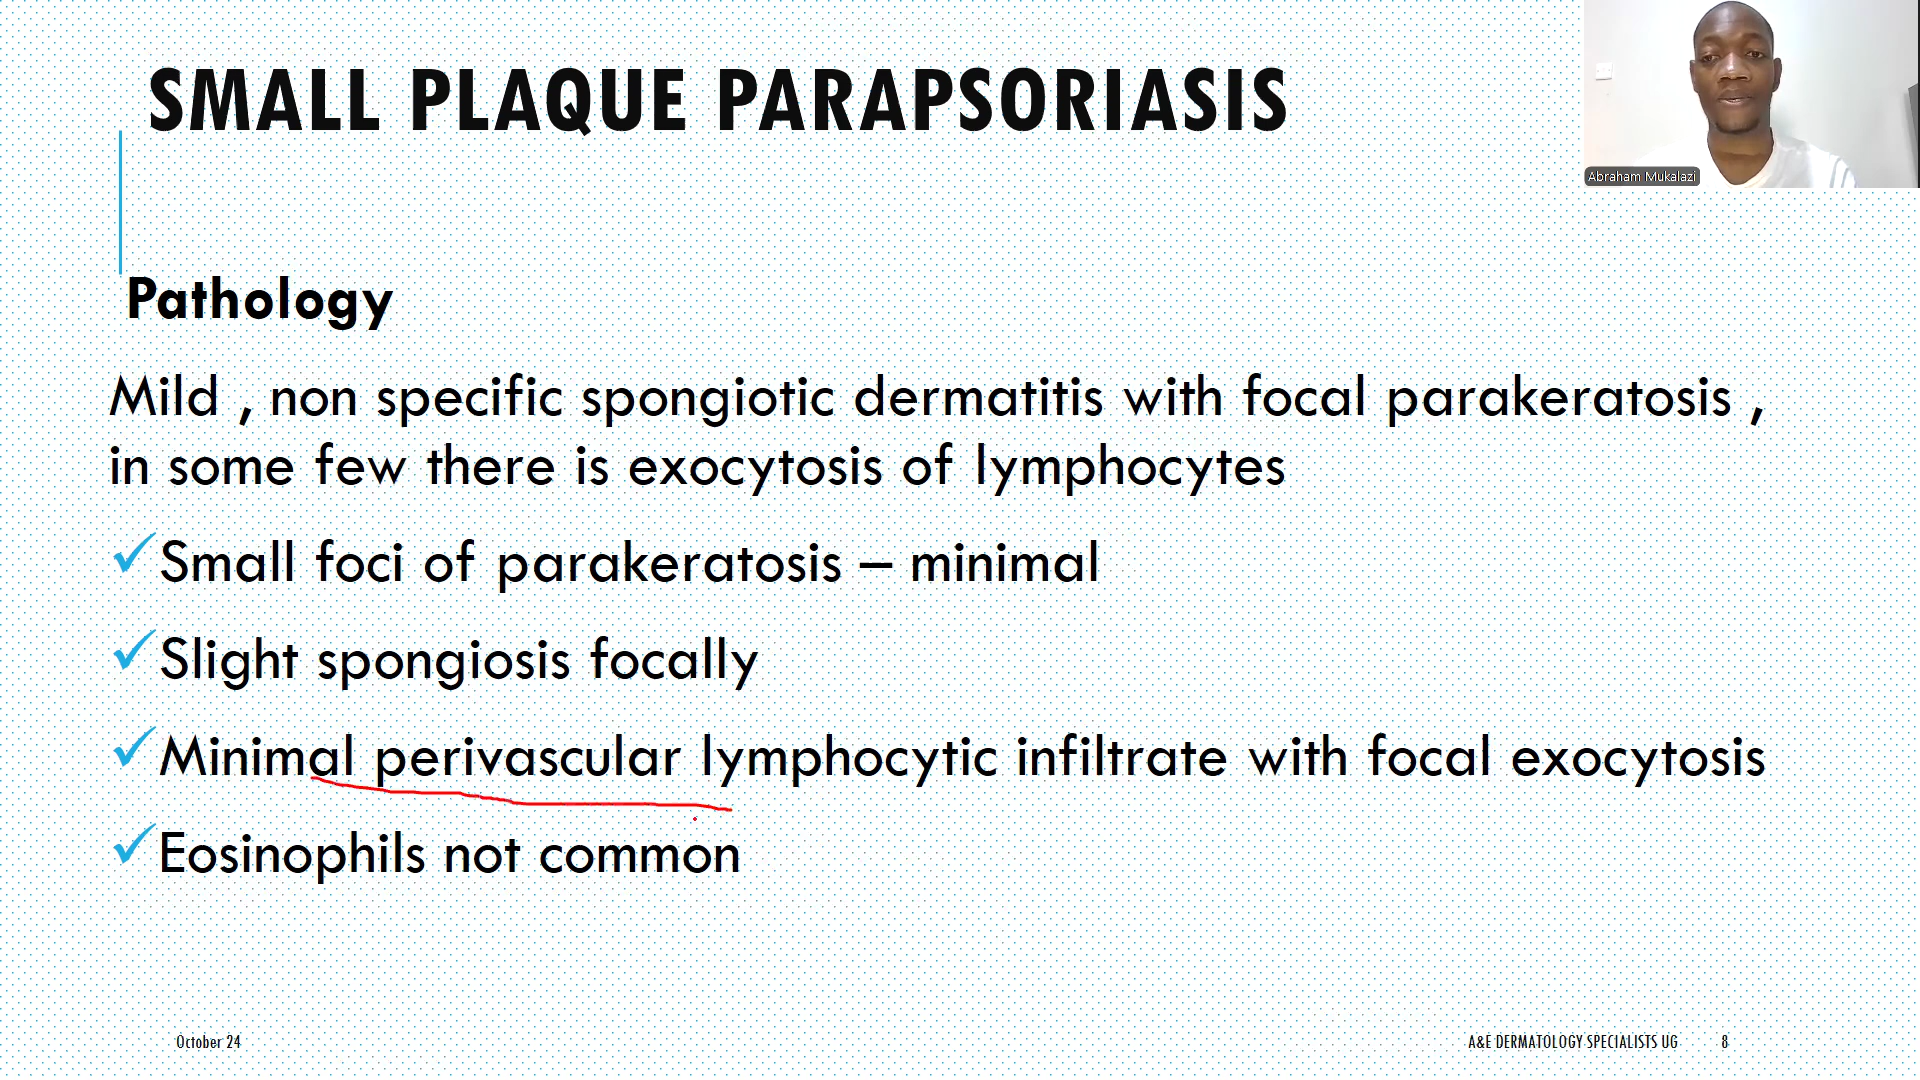 SMALL PLAQUE PARAPSORIASIS
Abraham Mukalazi
Pathology
Mild , non specific spongiotic dermatitis with focal parakeratosis ,
in some few there is exocytosis of lymphocytes
✓Small foci of parakeratosis – minimal
✓Slight spongiosis focally
✓Minimal perivascular lymphocytic infiltrate with focal exocytosis
✓Eosinophils not common
October 24
A&E DERMATOLOGY SPECIALISTS UG
8